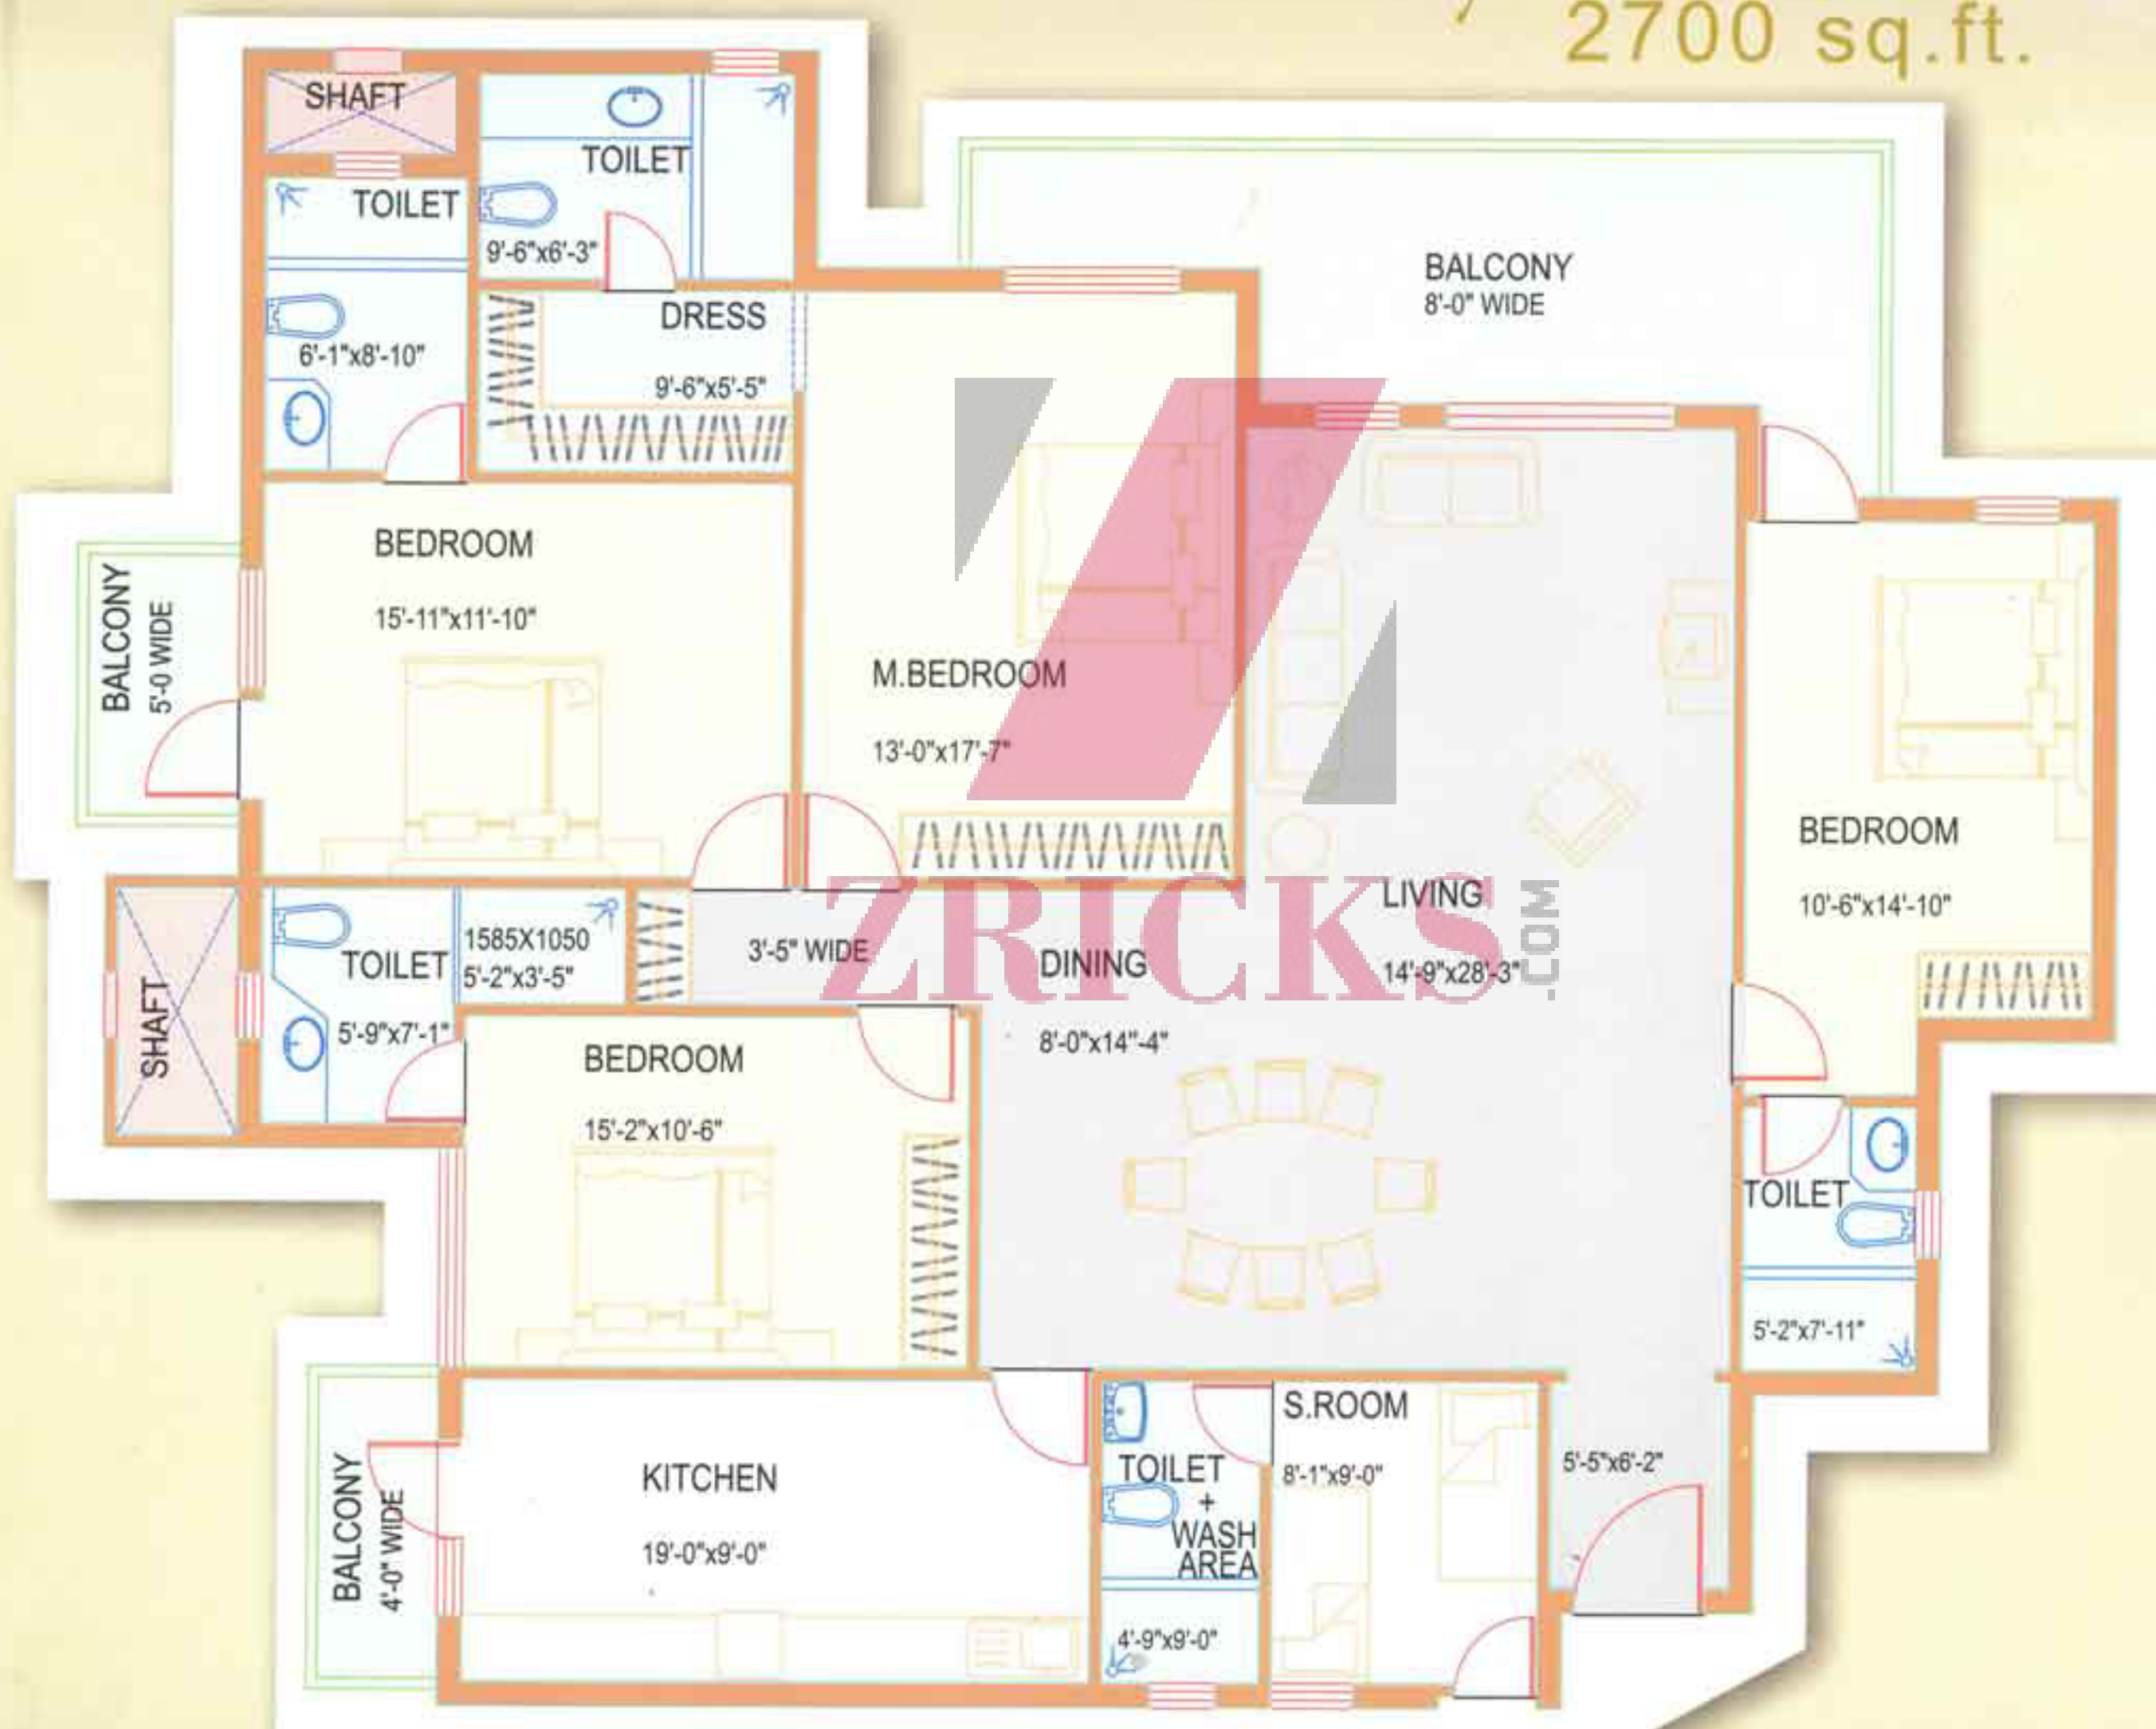 2700 sq.ft.
SHAFT
TOILET
9'-6"x6'-3"
TOILET
6'-1"x8'-10"
DRESS
9'-6"x5'-5"
BALCONY
8'-0" WIDE
BEDROOM
15'-11"x11'-10"
BALCONY
5'-0 WIDE
M.BEDROOM
13'-0"x17'-7"
BEDROOM
10'-6"x14'-10"
LIVING
14'-9"x28'-3"
ZRICKS
.COM
3'-5" WIDE
DINING
8'-0"x14"-4"
TOILET
5'-9"x7'-1"
1585X1050
5'-2"x3'-5"
SHAFT
BEDROOM
15'-2"x10'-6"
TOILET
5'-2"x7'-11"
KITCHEN
19'-0"x9'-0"
BALCONY
4'-0" WIDE
TOILET
+
WASH
AREA
4'-9"x9'-0"
S.ROOM
8'-1"x9'-0"
5'-5"x6'-2"